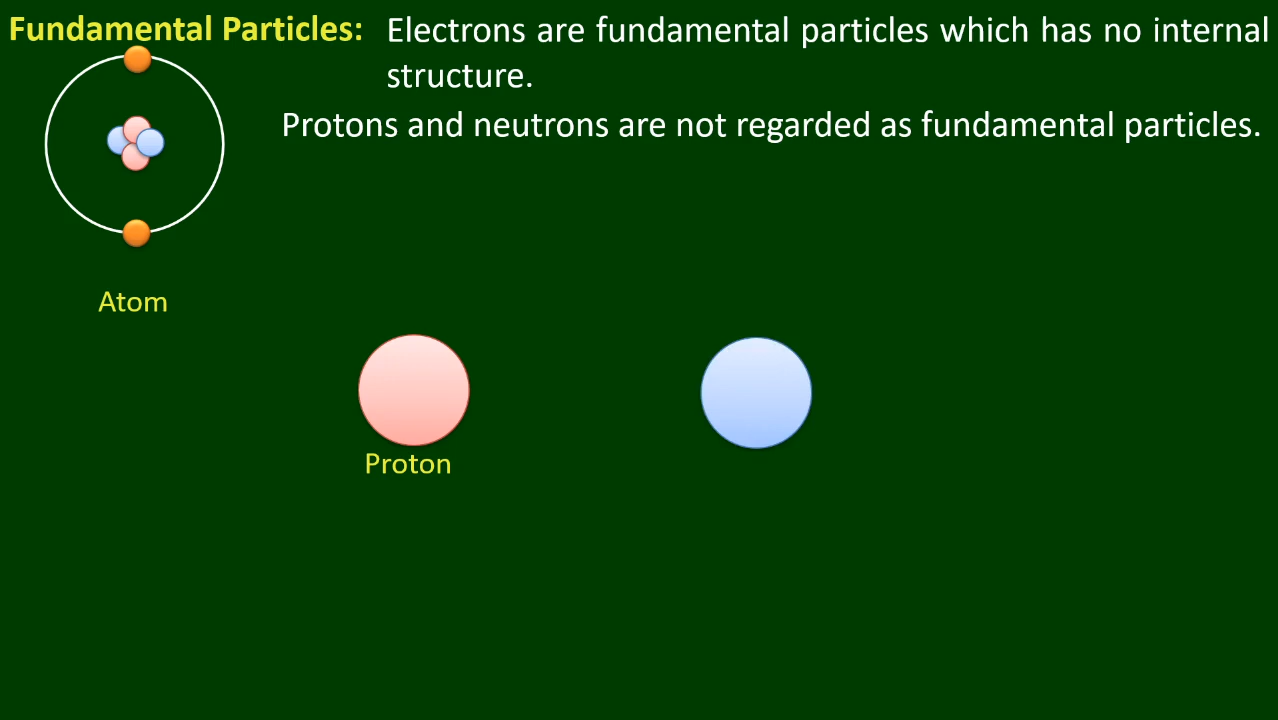 Fundamental Particles: Electrons are fundamental particles which has no internal
structure.
Protons and neutrons are not regarded as fundamental particles.
Atom
Proton